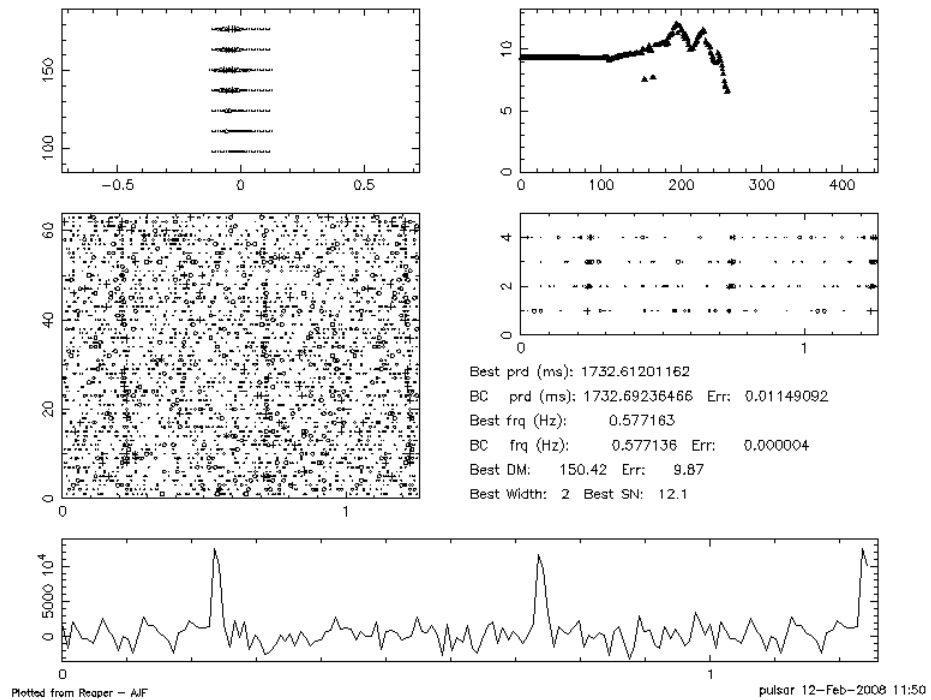 100 150
-0.5 0 0.5
0 5 10
0 100 200 300 400
0 20 40 60
0 1
0 2 4
0 1
Best prd (ms): 1732.61201162
BC prd (ms): 1732.69236466 Err: 0.01149092
Best frq (Hz): 0.577163
BC frq (Hz): 0.577136 Err: 0.000004
Best DM: 150.42 Err: 9.87
Best Width: 2 Best SN: 12.1
0 5000 10^4
0 1
Plotted from Reaper – AJF
pulsar 12-Feb-2008 11:50